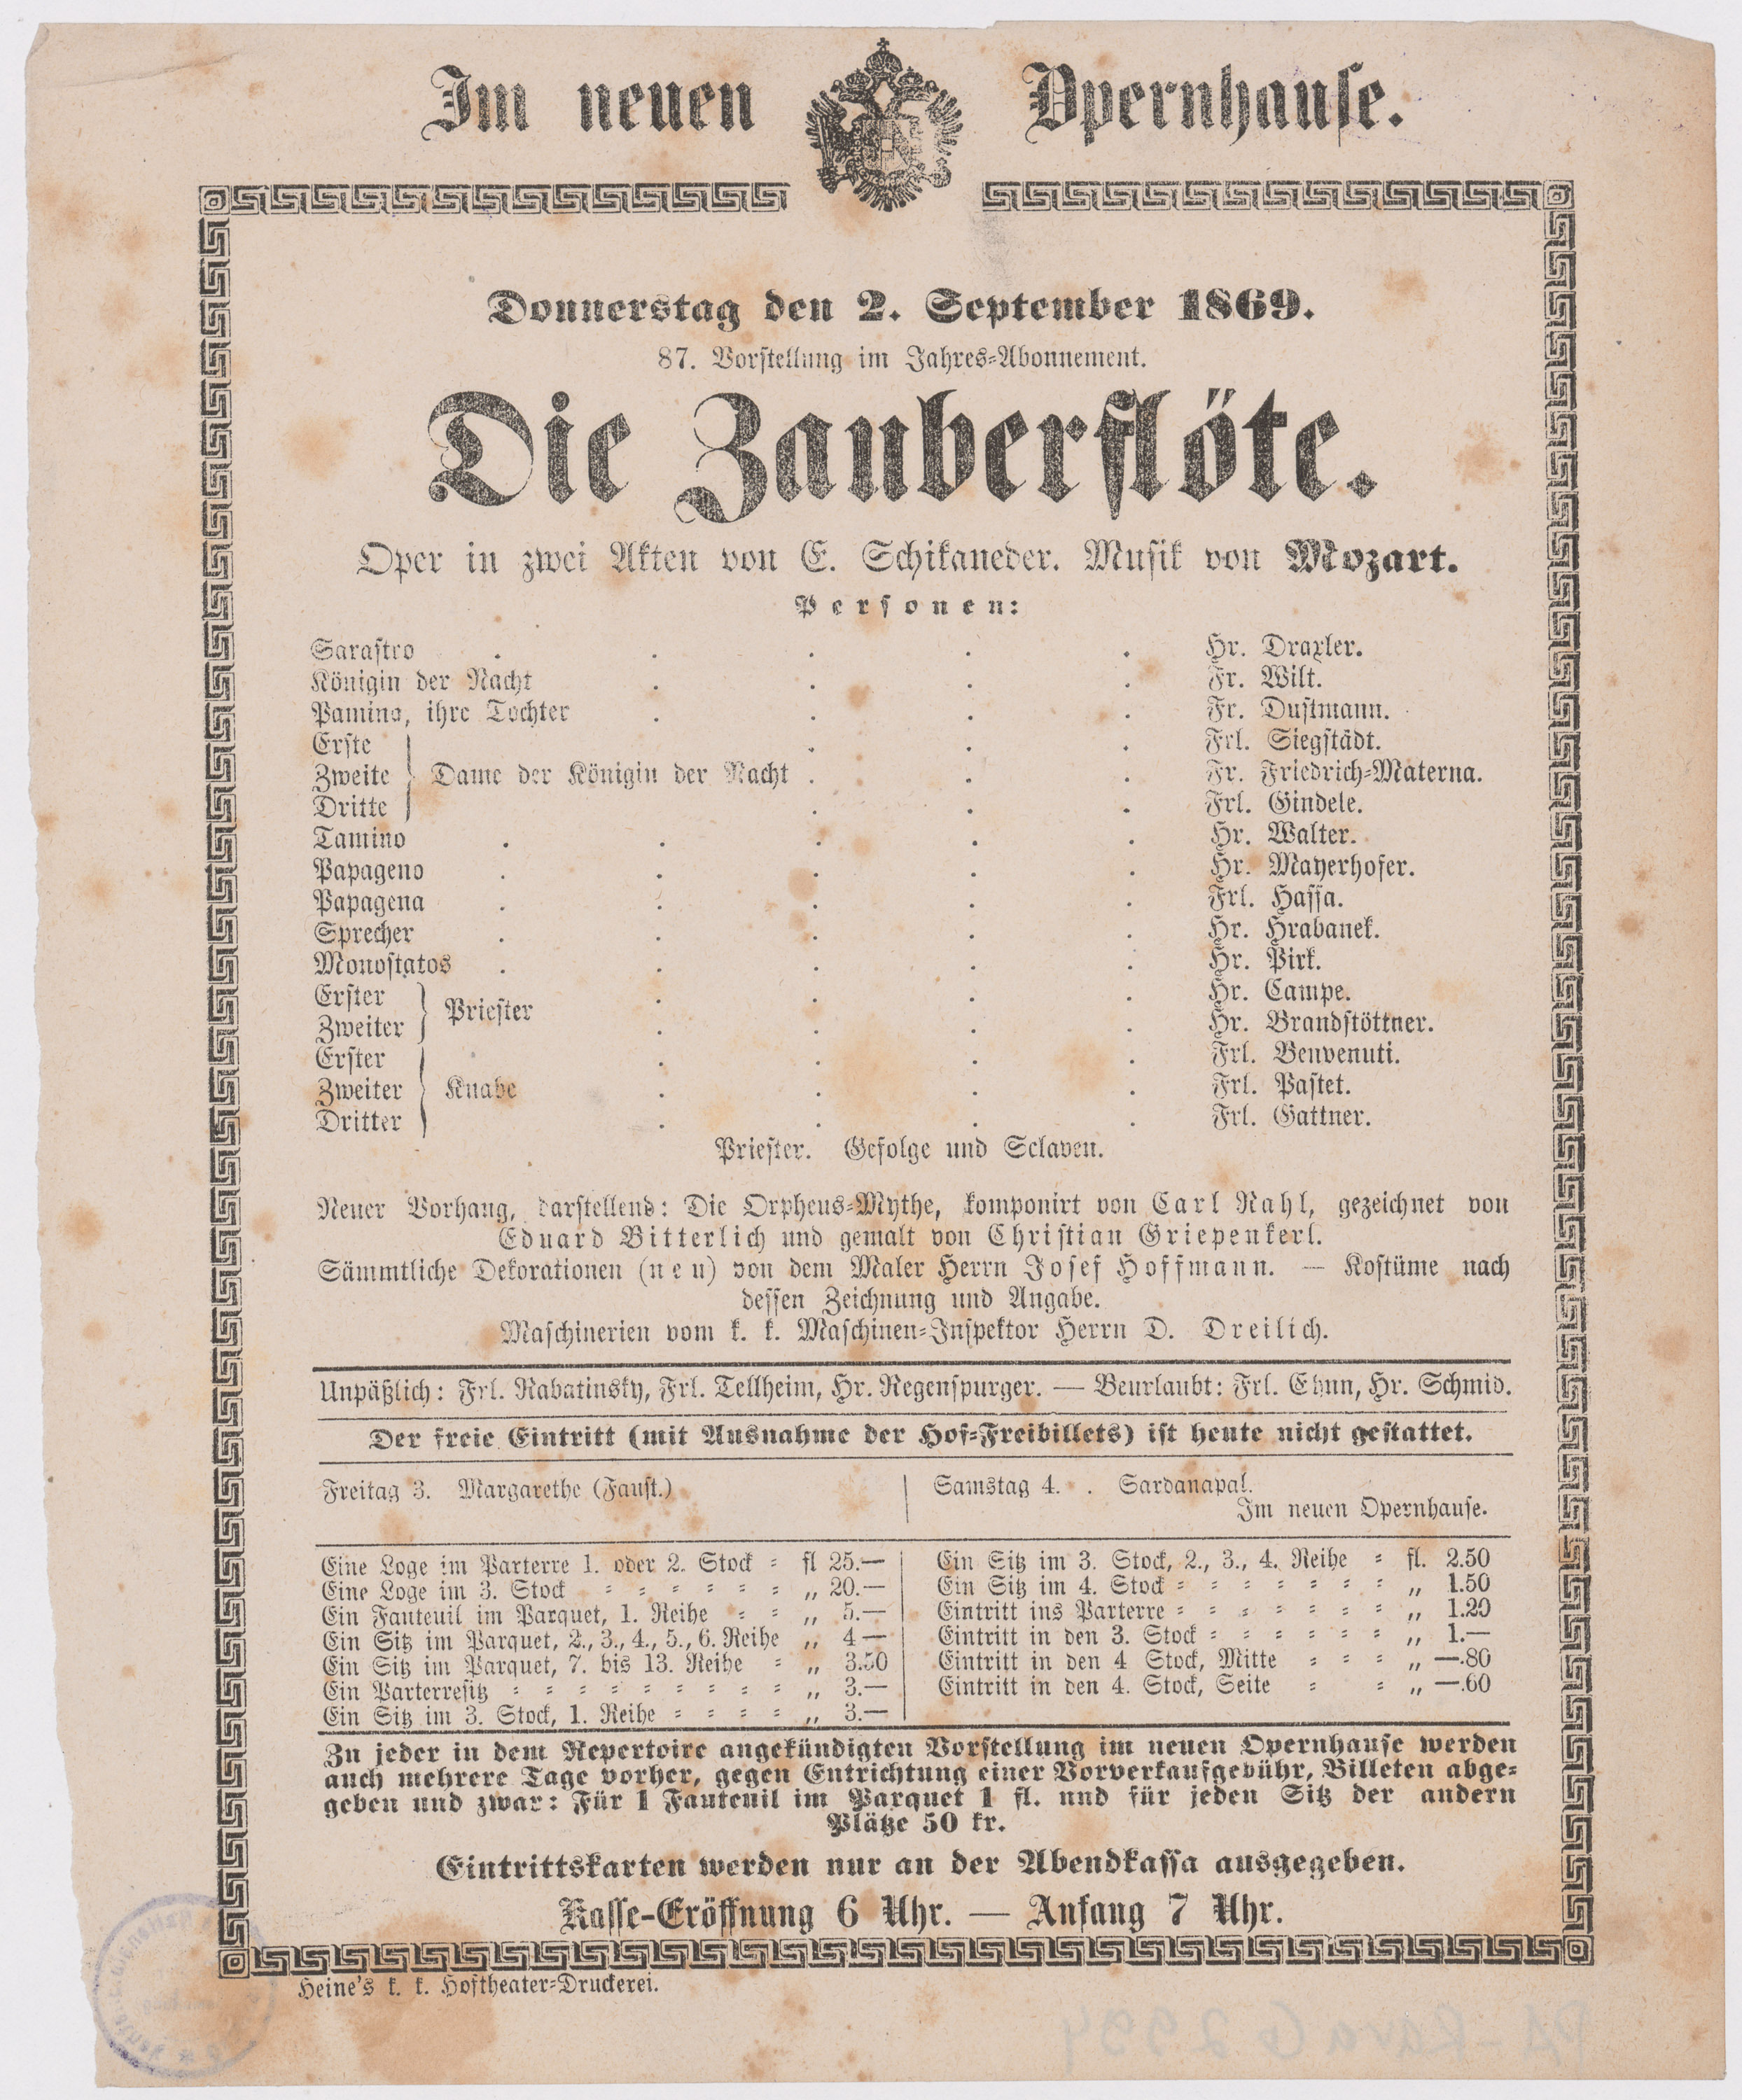 Im neuen Opernhause.
Donnerstag den 2. September 1869.
87. Vorstellung im Jahres-Abonnement.
Die Zauberflöte.
Oper in zwei Akten von E. Schikaneder. Musik von Mozart.
Personen:
Sarastro . . . . . Hr. Draxler.
Königin der Nacht . . . . Fr. Wilt.
Pamina, ihre Tochter . . . . Fr. Dustmann.
Erste . . . Frl. Siegstädt.
Zweite } Dame der Königin der Nacht . . . Fr. Friedrich-Materna.
Dritte . . . Frl. Gindele.
Tamino . . . . . Hr. Walter.
Papageno . . . . . Hr. Mayerhofer.
Papagena . . . . . Frl. Hassa.
Sprecher . . . . . Hr. Hrabanek.
Monostatos . . . . . Hr. Pirk.
Erster } Priester . . . . Hr. Campe.
Zweiter . . . . Hr. Brandstöttner.
Erster . . . . Frl. Benvenuti.
Zweiter } Knabe . . . . Frl. Pastet.
Dritter . . . . Frl. Gattner.
Priester. Gefolge und Sclaven.
Neuer Vorhang, darstellend: Die Orpheus-Mythe, komponirt von Carl Rahl, gezeichnet von
Eduard Bitterlich und gemalt von Christian Griepenkerl.
Sämmtliche Dekorationen (neu) von dem Maler Herrn Josef Hoffmann. — Kostüme nach
dessen Zeichnung und Angabe.
Maschinerien vom k. k. Maschinen-Inspektor Herrn D. Dreilich.
Unpäßlich: Frl. Rabatinsky, Frl. Tellheim, Hr. Regenspurger. — Beurlaubt: Frl. Ehnn, Hr. Schmid.
Der freie Eintritt (mit Ausnahme der Hof-Freibillets) ist heute nicht gestattet.
Freitag 3. Margarethe (Faust.)
Samstag 4. . Sardanapal.
Im neuen Opernhause.
Eine Loge im Parterre 1. oder 2. Stock = fl 25.—
Eine Loge im 3. Stock = = = = = = „ 20.—
Ein Fauteuil im Parquet, 1. Reihe = = „ 5.—
Ein Sitz im Parquet, 2., 3., 4., 5., 6. Reihe „ 4 —
Ein Sitz im Parquet, 7. bis 13. Reihe = „ 3.50
Ein Parterresitz = = = = = = = = = „ 3.—
Ein Sitz im 3. Stock, 1. Reihe = = = = „ 3.—
Ein Sitz im 3. Stock, 2., 3., 4. Reihe = fl. 2.50
Ein Sitz im 4. Stock = = = = = = = „ 1.50
Eintritt ins Parterre = = = = = = = „ 1.20
Eintritt in den 3. Stock = = = = = = „ 1.—
Eintritt in den 4 Stock, Mitte = = = „ —.80
Eintritt in den 4. Stock, Seite = = „ —.60
Zu jeder in dem Repertoire angekündigten Vorstellung im neuen Opernhause werden
auch mehrere Tage vorher, gegen Entrichtung einer Vorverkaufgebühr, Billeten abge-
geben und zwar: Für 1 Fauteuil im Parquet 1 fl. und für jeden Sitz der andern
Plätze 50 kr.
Eintrittskarten werden nur an der Abendkassa ausgegeben.
Kasse-Eröffnung 6 Uhr. — Anfang 7 Uhr.
Heine's k. k. Hoftheater-Druckerei.